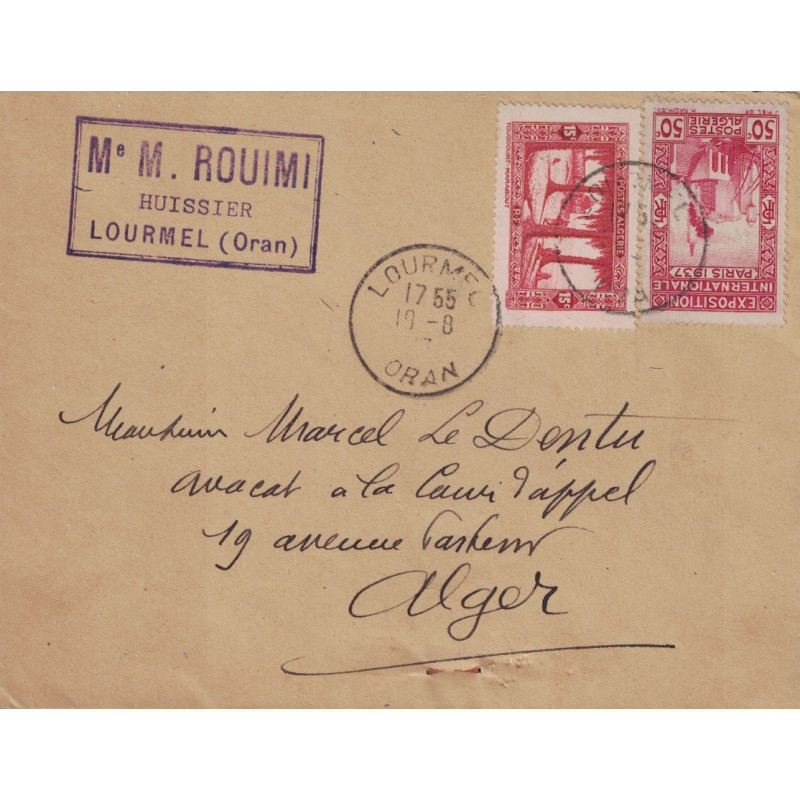 Me M. ROUIMI
HUISSIER
LOURMEL (Oran)
15c
POSTES ALGERIE
RF
15c
50c POSTES ALGERIE 50c
EXPOSITION INTERNATIONALE
PARIS 1937
LOURMEL
17 55
19 -8
ORAN
Monsieur Marcel Le Dentu
avocat à la Cour d'appel
19 avenue Pasteur
Alger